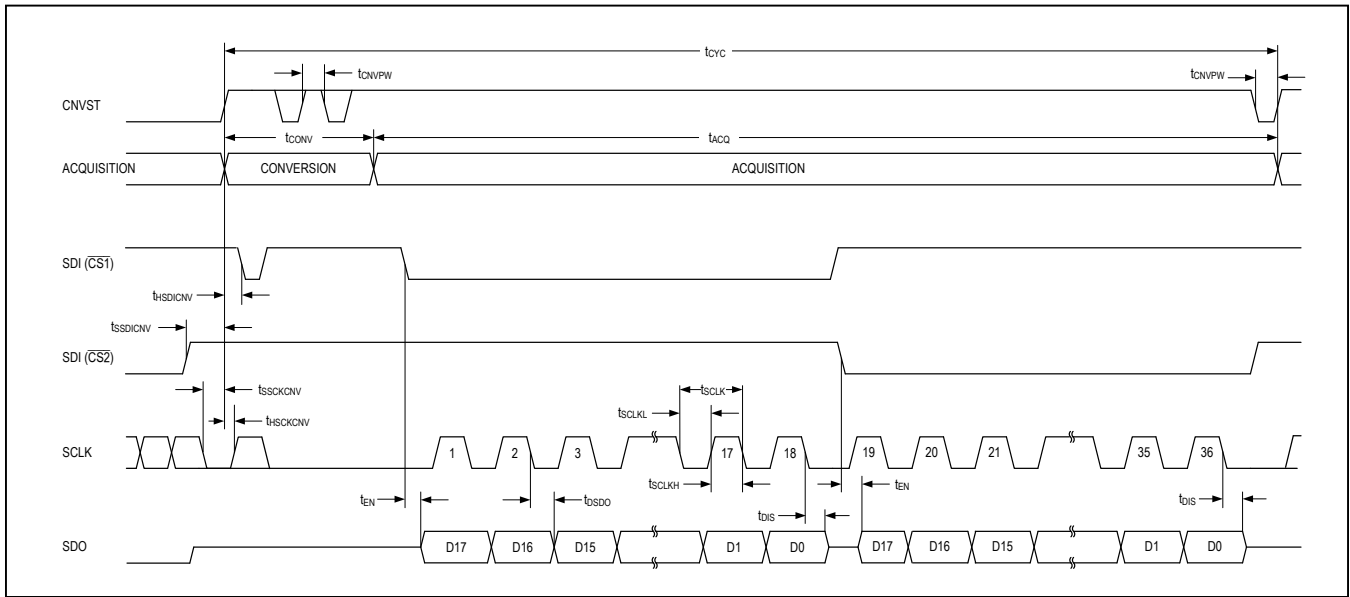 tCYC
tCNVPW
tCNVPW
CNVST
tCONV
tACQ
ACQUISITION
CONVERSION
ACQUISITION
SDI (CS1)
tHSDICNV
tSSDICNV
SDI (CS2)
tSSCKCNV
tSCLK
tSCLKL
tHSCKCNV
SCLK
1 2 3 17 18 19 20 21 35 36
tSCLKH
tEN
tEN
tDSDO
tDIS
tDIS
SDO
D17 D16 D15 D1 D0 D17 D16 D15 D1 D0